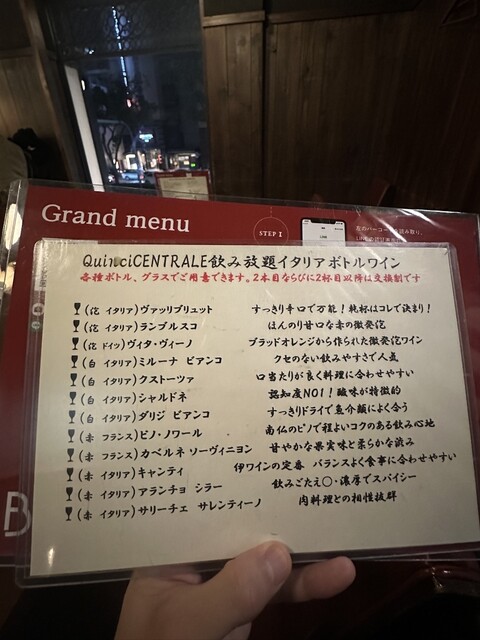 Grand menu
STEP 1
QuinciCENTRALE飲み放題イタリアボトルワイン
各種ボトル、グラスでご用意できます。2本目ならびに2杯目以降は交換制です
(泡 イタリア)ヴァッリブリュット すっきり辛口で万能!乾杯はコレで決まり!
(泡 イタリア)ランブルスコ ほんのり甘口な赤の微発泡
(泡 ドイツ)ヴィタ・ヴィーノ ブラッドオレンジから作られた微発泡ワイン
(白 イタリア)ミルーナ ビアンコ クセのない飲みやすさで人気
(白 イタリア)クストーツァ 口当たりが良く料理に合わせやすい
(白 イタリア)シャルドネ 認知度NO1!酸味が特徴的
(白 イタリア)ダリジ ビアンコ すっきりドライで魚介類によく合う
(赤 フランス)ピノ・ノワール 南仏のピノで程よいコクのある飲み心地
(赤 フランス)カベルネ ソーヴィニヨン 甘やかな果実味と柔らかな渋み
(赤 イタリア)キャンティ 伊ワインの定番 バランスよく食事に合わせやすい
(赤 イタリア)アランチョ シラー 飲みごたえ〇・濃厚でスパイシー
(赤 イタリア)サリーチェ サレンティーノ 肉料理との相性抜群
B